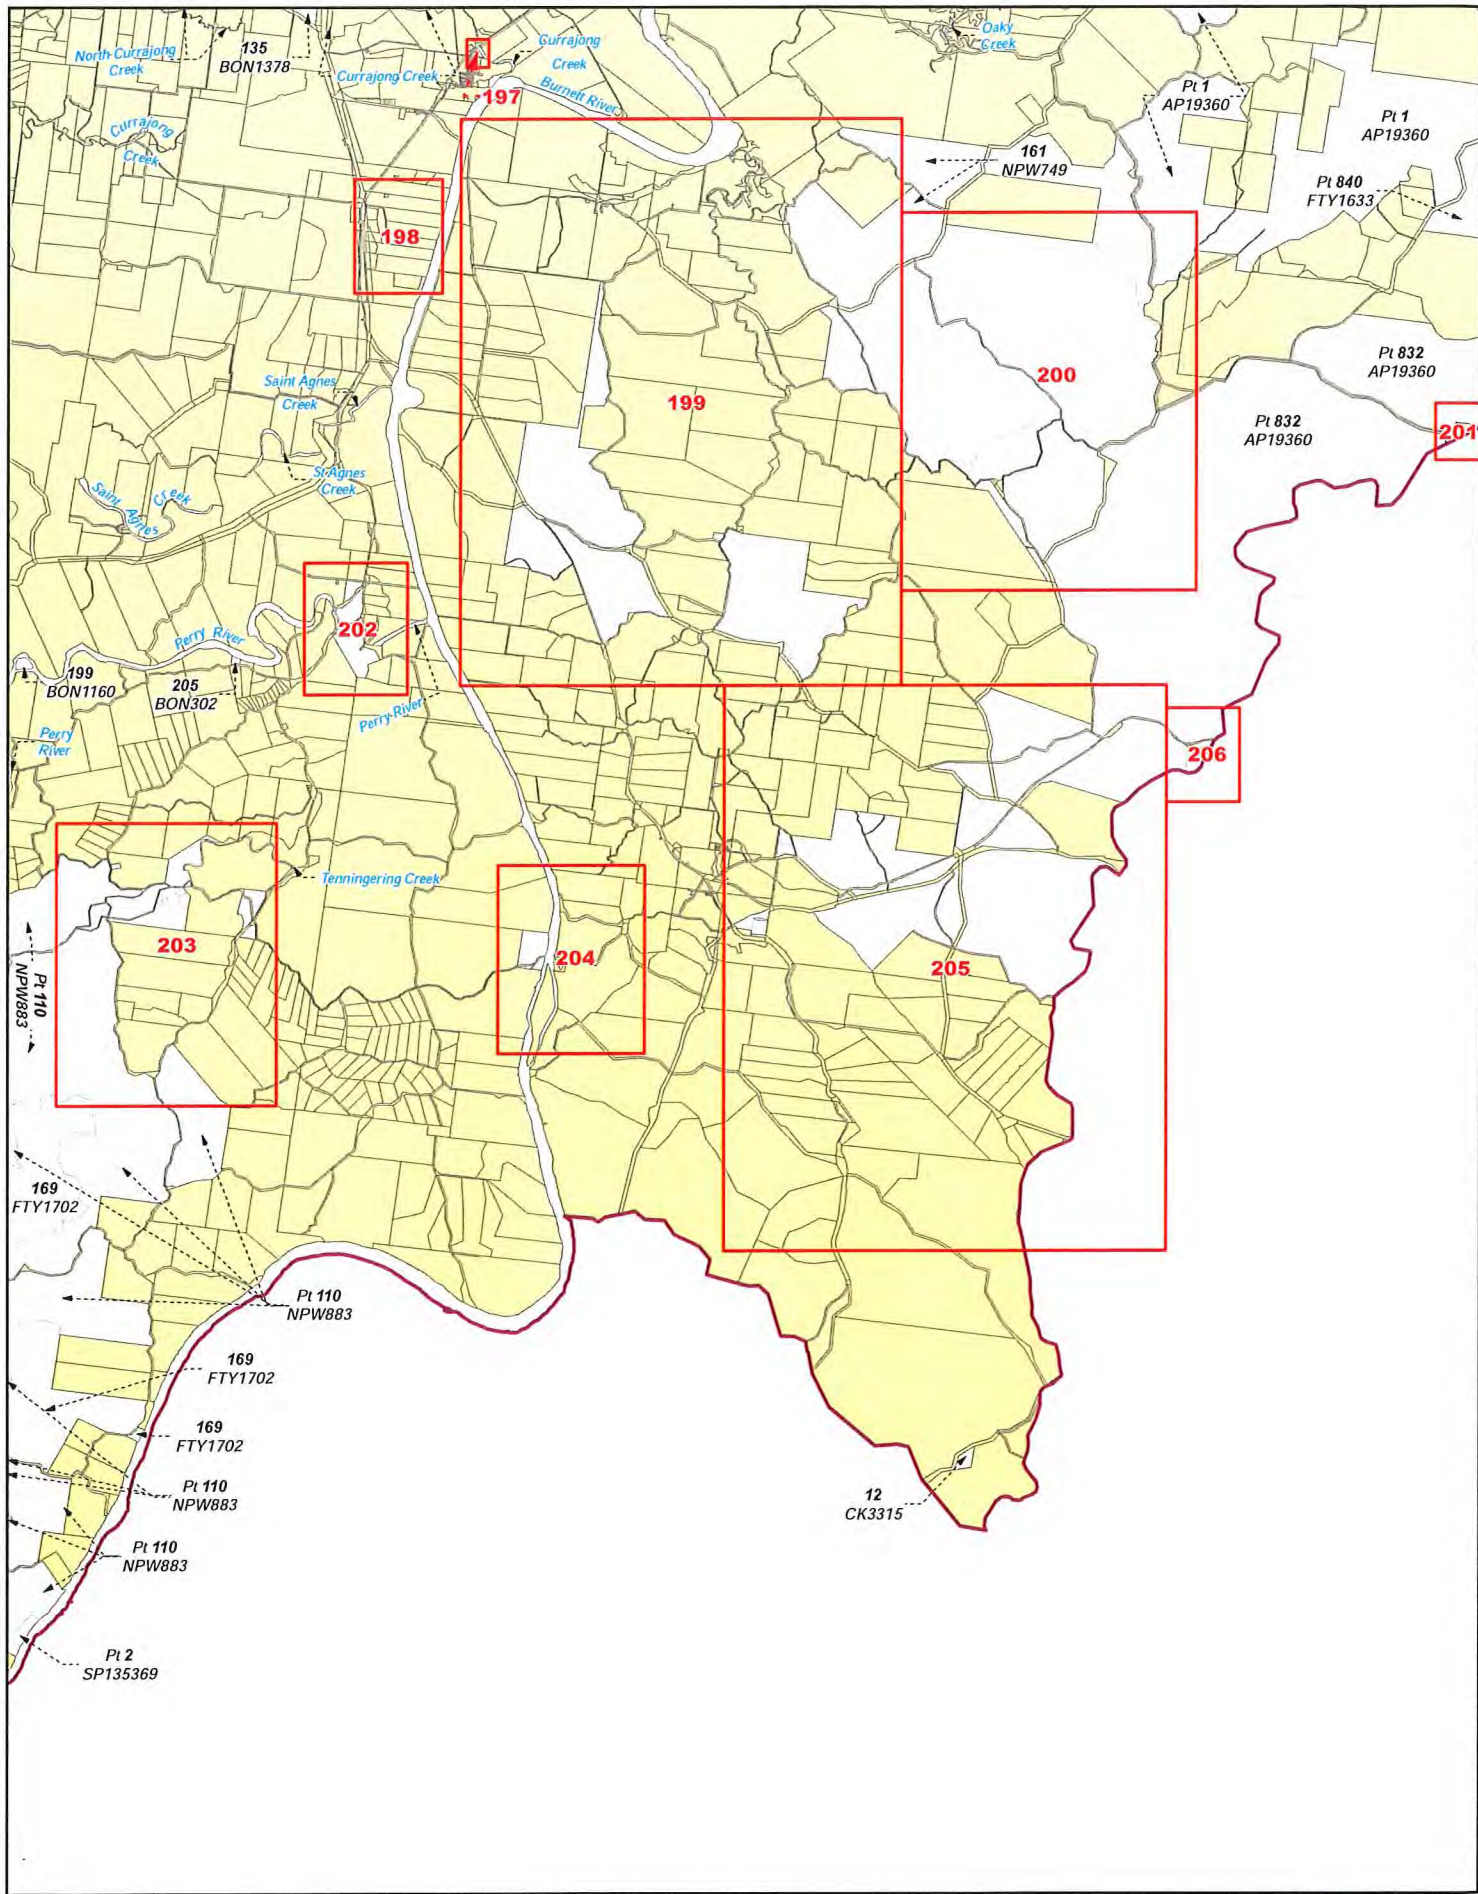 North Currajong
Creek
135
BON1378
Currajong Creek
Currajong
Creek
Oaky
Creek
197
Burnett River
Pt 1
AP19360
Pt 1
AP19360
Currajong
Creek
161
NPW749
Pt 840
FTY1633
198
Saint Agnes
Creek
199
200
Pt 832
AP19360
Pt 832
AP19360
201
St Agnes
Creek
Saint Agnes Creek
202
Perry River
199
BON1160
205
BON302
Perry River
Perry
River
206
Tenningering Creek
203
204
205
Pt 110
NPW883
169
FTY1702
Pt 110
NPW883
169
FTY1702
169
FTY1702
Pt 110
NPW883
12
CK3315
Pt 110
NPW883
Pt 2
SP135369